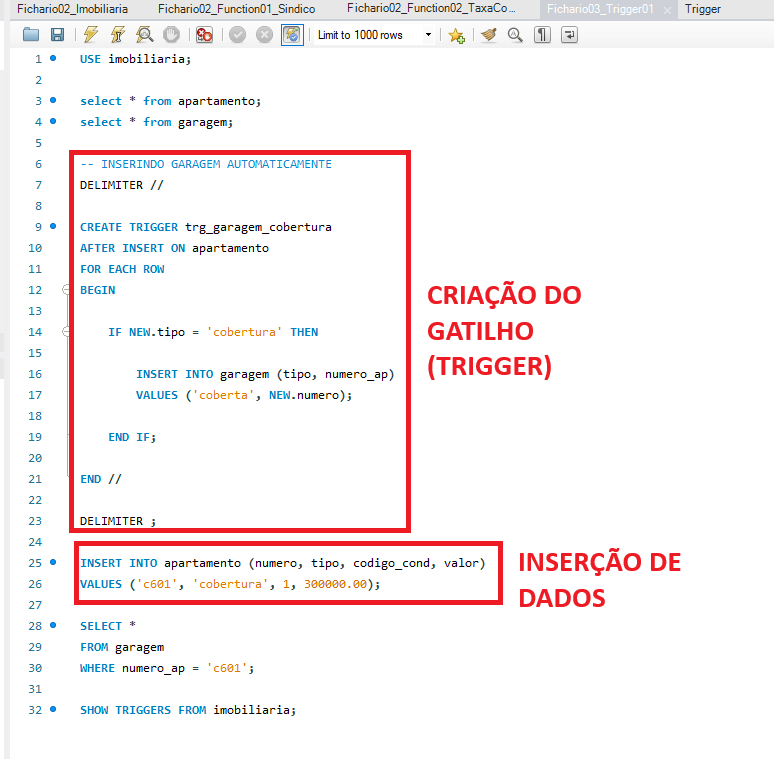 Fichario02_Imobiliaria Fichario02_Function01_Sindico Fichario02_Function02_TaxaCo... Fichario03_Trigger01 × Trigger
Limit to 1000 rows
1 USE imobiliaria;
2
3 select * from apartamento;
4 select * from garagem;
5
6 -- INSERINDO GARAGEM AUTOMATICAMENTE
7 DELIMITER //
8
9 CREATE TRIGGER trg_garagem_cobertura
10 AFTER INSERT ON apartamento
11 FOR EACH ROW
12 BEGIN
13
14 IF NEW.tipo = 'cobertura' THEN
15
16 INSERT INTO garagem (tipo, numero_ap)
17 VALUES ('coberta', NEW.numero);
18
19 END IF;
20
21 END //
22
23 DELIMITER ;
24
25 INSERT INTO apartamento (numero, tipo, codigo_cond, valor)
26 VALUES ('c601', 'cobertura', 1, 300000.00);
27
28 SELECT *
29 FROM garagem
30 WHERE numero_ap = 'c601';
31
32 SHOW TRIGGERS FROM imobiliaria;
CRIAÇÃO DO
GATILHO
(TRIGGER)
INSERÇÃO DE
DADOS